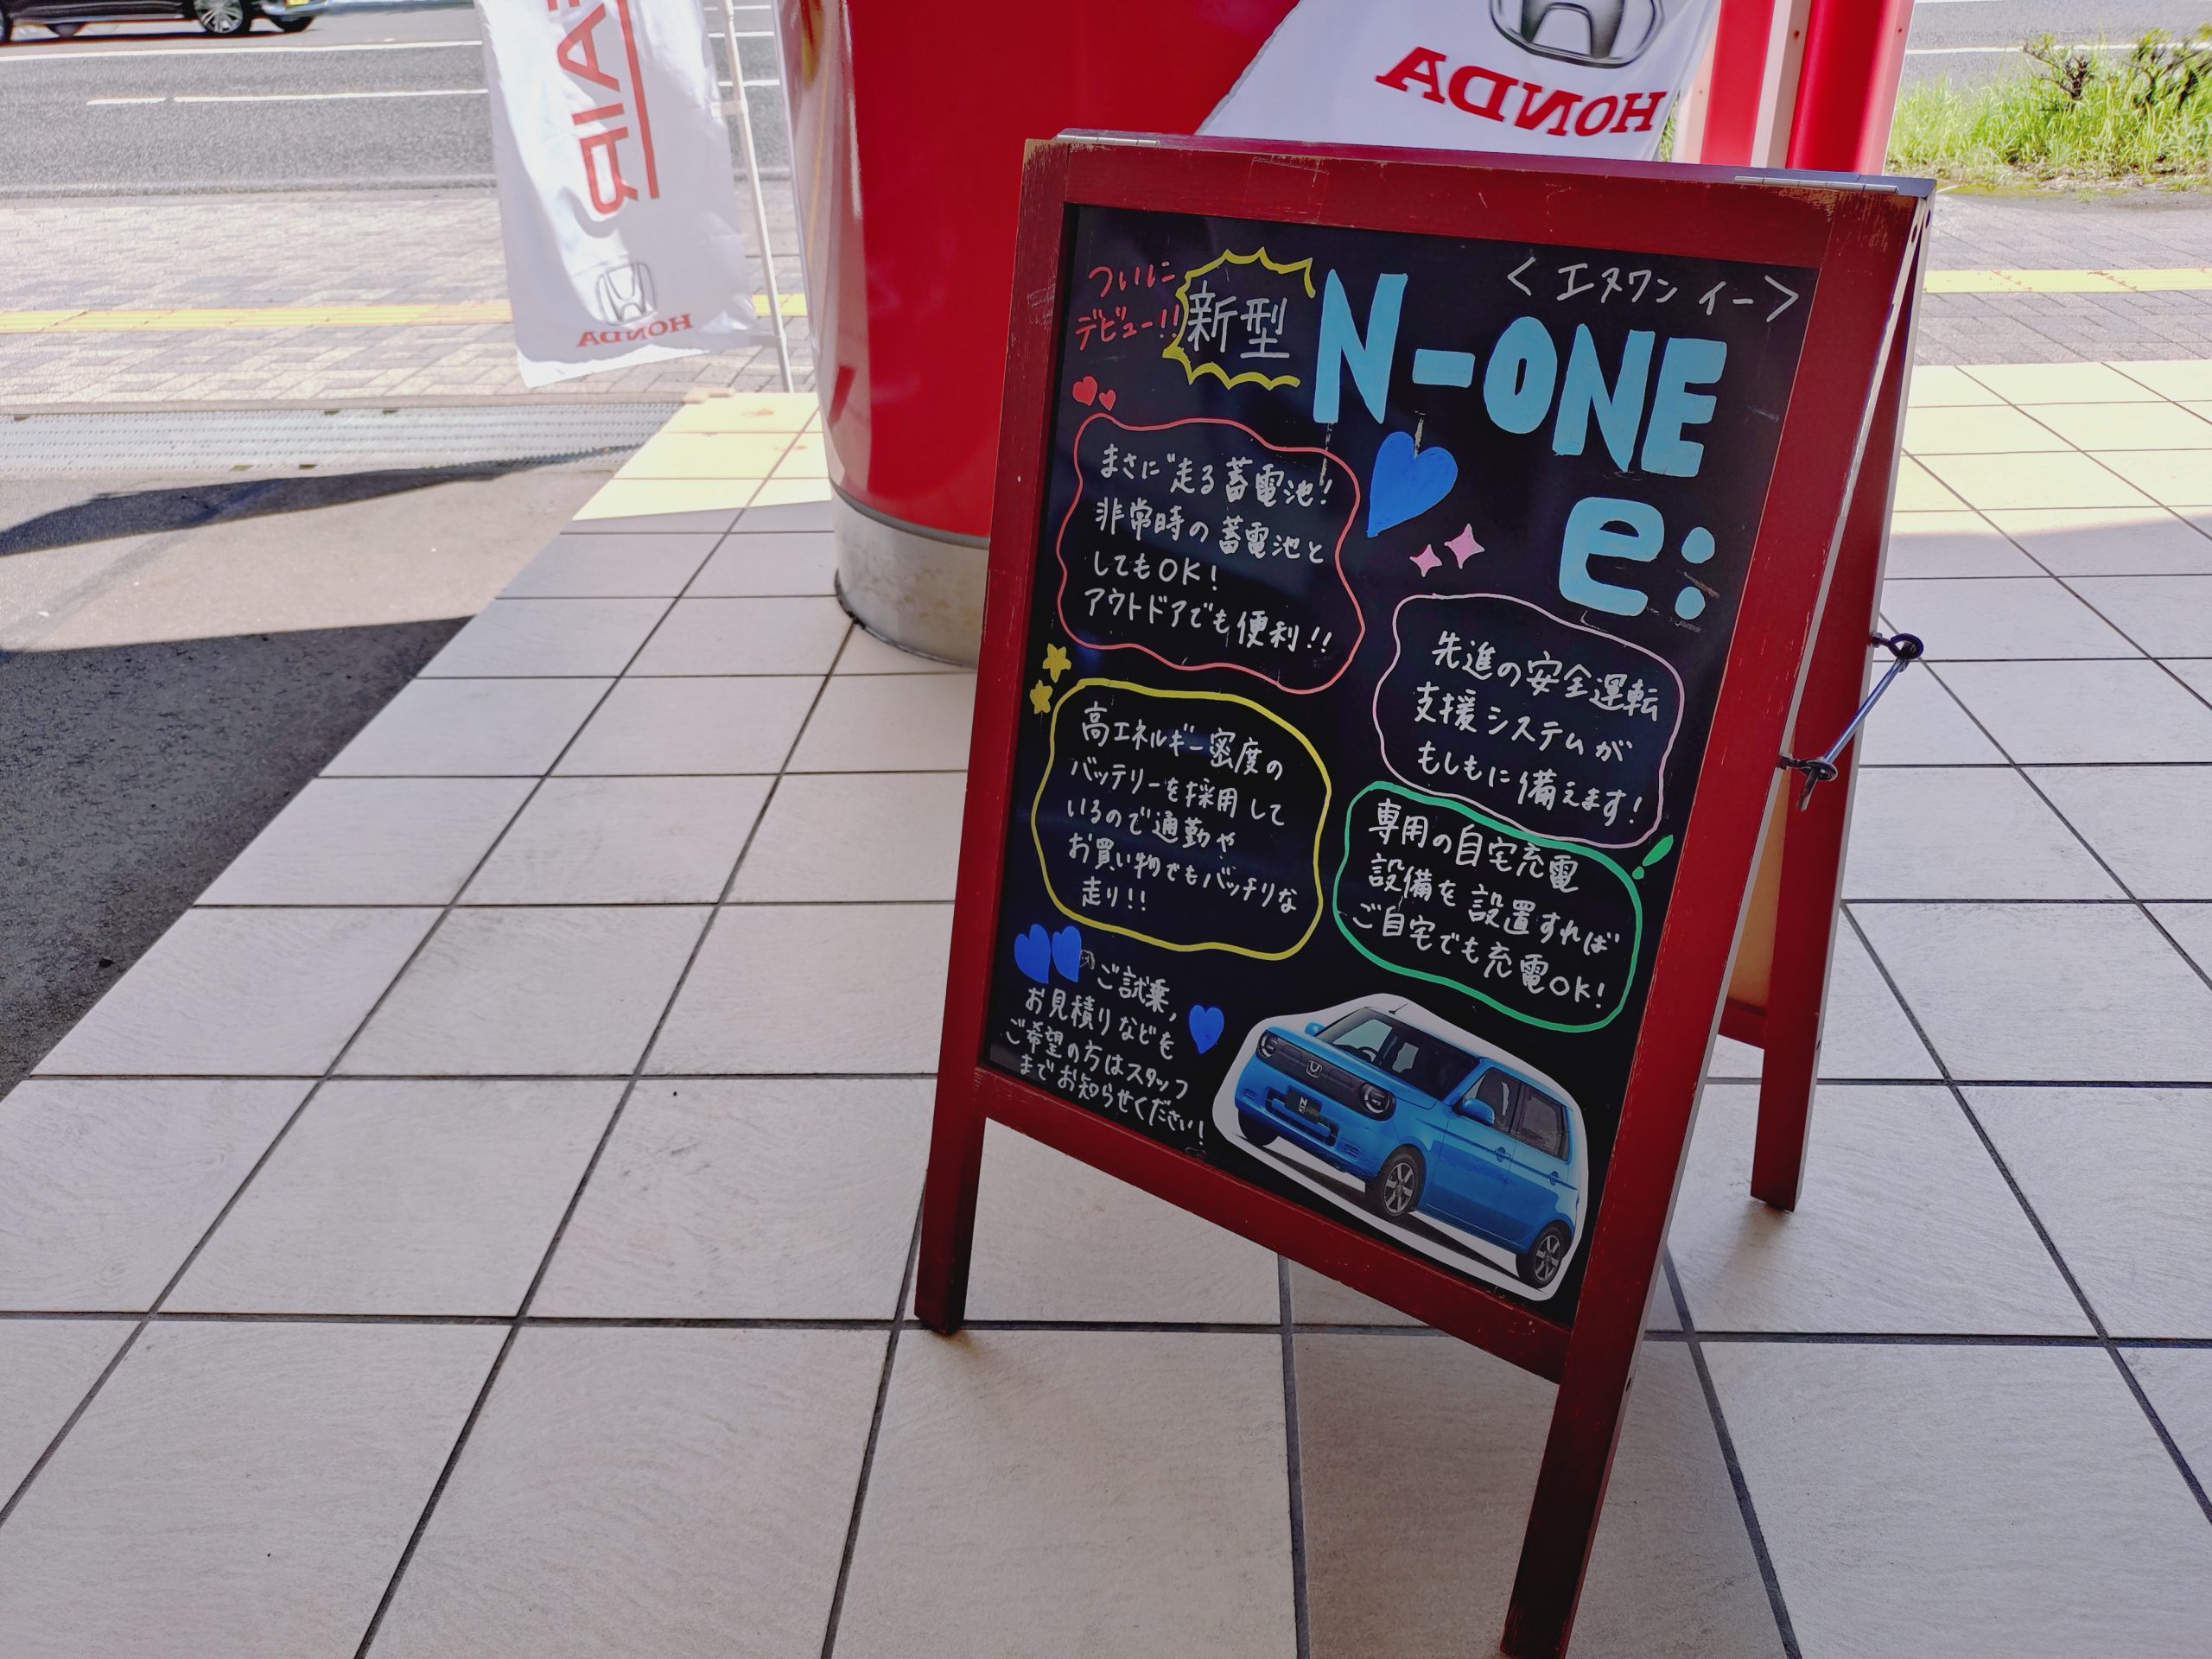 FAIR
HONDA
HONDA
ついに
デビュー!!
新型
<エヌワン イー>
N-ONE
e:
まさに"走る蓄電池!
非常時の蓄電池と
してもOK!
アウトドアでも便利!!
先進の安全運転
支援システムが
もしもに備えます!
高エネルギー密度の
バッテリーを採用して
いるので通勤や
お買い物でもバッチリな
走り!!
専用の自宅充電
設備を設置すれば
ご自宅でも充電OK!
ご試乗,
お見積りなどを
ご希望の方はスタッフ
までお知らせください!